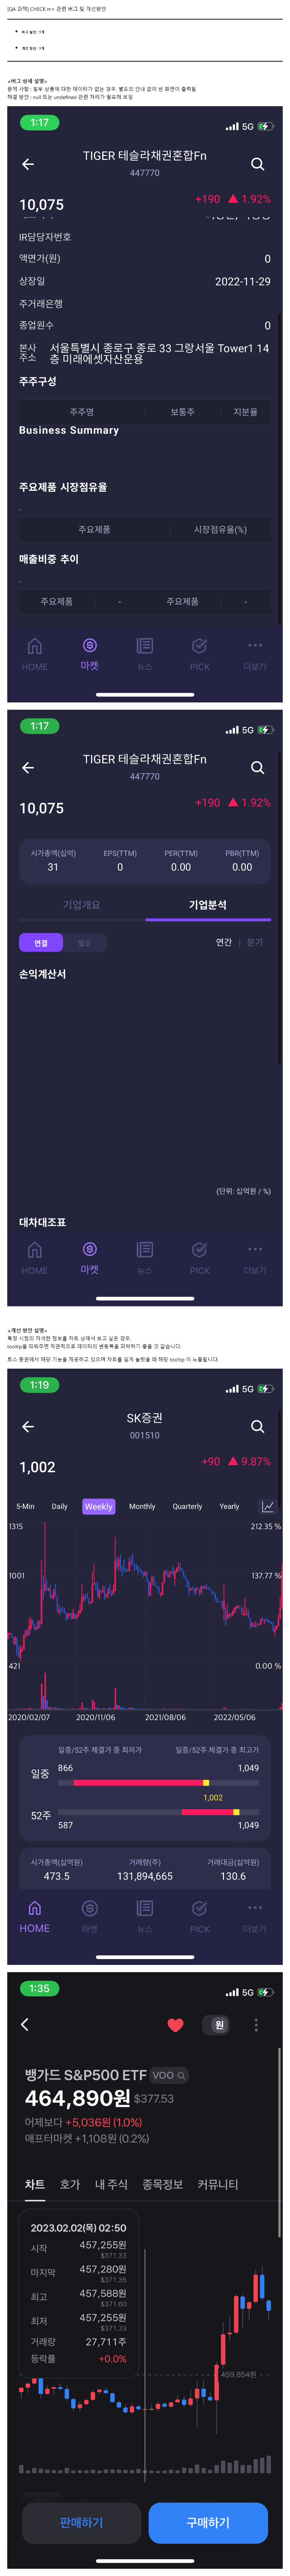 [QA 과제] CHECK m+ 관련 버그 및 개선방안
• 버그 발견 : 1개
• 개선 방안 : 1개
<버그 상세 설명>
문제 사항 : 일부 상품에 대한 데이터가 없는 경우, 별도의 안내 없이 빈 화면이 출력됨
해결 방안 : null 또는 undefined 관련 처리가 필요해 보임
1:17 5G
TIGER 테슬라채권혼합Fn
447770
10,075 +190 ▲ 1.92%
IR담당자번호
액면가(원) 0
상장일 2022-11-29
주거래은행
종업원수 0
본사 주소 서울특별시 종로구 종로 33 그랑서울 Tower1 14
층 미래에셋자산운용
주주구성
주주명 보통주 지분율
Business Summary
주요제품 시장점유율
-
주요제품 시장점유율(%)
매출비중 추이
-
주요제품 - 주요제품 -
HOME 마켓 뉴스 PICK 더보기
1:17 5G
TIGER 테슬라채권혼합Fn
447770
10,075 +190 ▲ 1.92%
시가총액(십억) EPS(TTM) PER(TTM) PBR(TTM)
31 0 0.00 0.00
기업개요 기업분석
연결 별도 연간 | 분기
손익계산서
(단위: 십억원 / %)
대차대조표
HOME 마켓 뉴스 PICK 더보기
<개선 방안 설명>
특정 시점의 자세한 정보를 차트 상에서 보고 싶은 경우,
tooltip을 띄워주면 직관적으로 데이터의 변동폭을 파악하기 좋을 것 같습니다.
토스 증권에서 해당 기능을 제공하고 있으며 차트를 길게 눌렀을 때 해당 tooltip 이 노출됩니다.
1:19 5G
SK증권
001510
1,002 +90 ▲ 9.87%
5-Min Daily Weekly Monthly Quarterly Yearly
1315 212.35 %
1001 137.77 %
421 0.00 %
2020/02/07 2020/11/06 2021/08/06 2022/05/06
일중/52주 체결가 중 최저가 일중/52주 체결가 중 최고가
일중 866 1,049
1,002
52주 587 1,049
시가총액(십억원) 거래량(주) 거래대금(십억원)
473.5 131,894,665 130.6
HOME 마켓 뉴스 PICK 더보기
1:35 5G
원
뱅가드 S&P500 ETF VOO
464,890원 $377.53
어제보다 +5,036원 (1.0%)
애프터마켓 +1,108원 (0.2%)
차트 호가 내 주식 종목정보 커뮤니티
2023.02.02(목) 02:50
시작 457,255원
$371.33
마지막 457,280원
$371.35
최고 457,588원
$371.60
최저 457,255원
$371.33
거래량 27,711주
등락률 +0.0%
459,854원
판매하기 구매하기